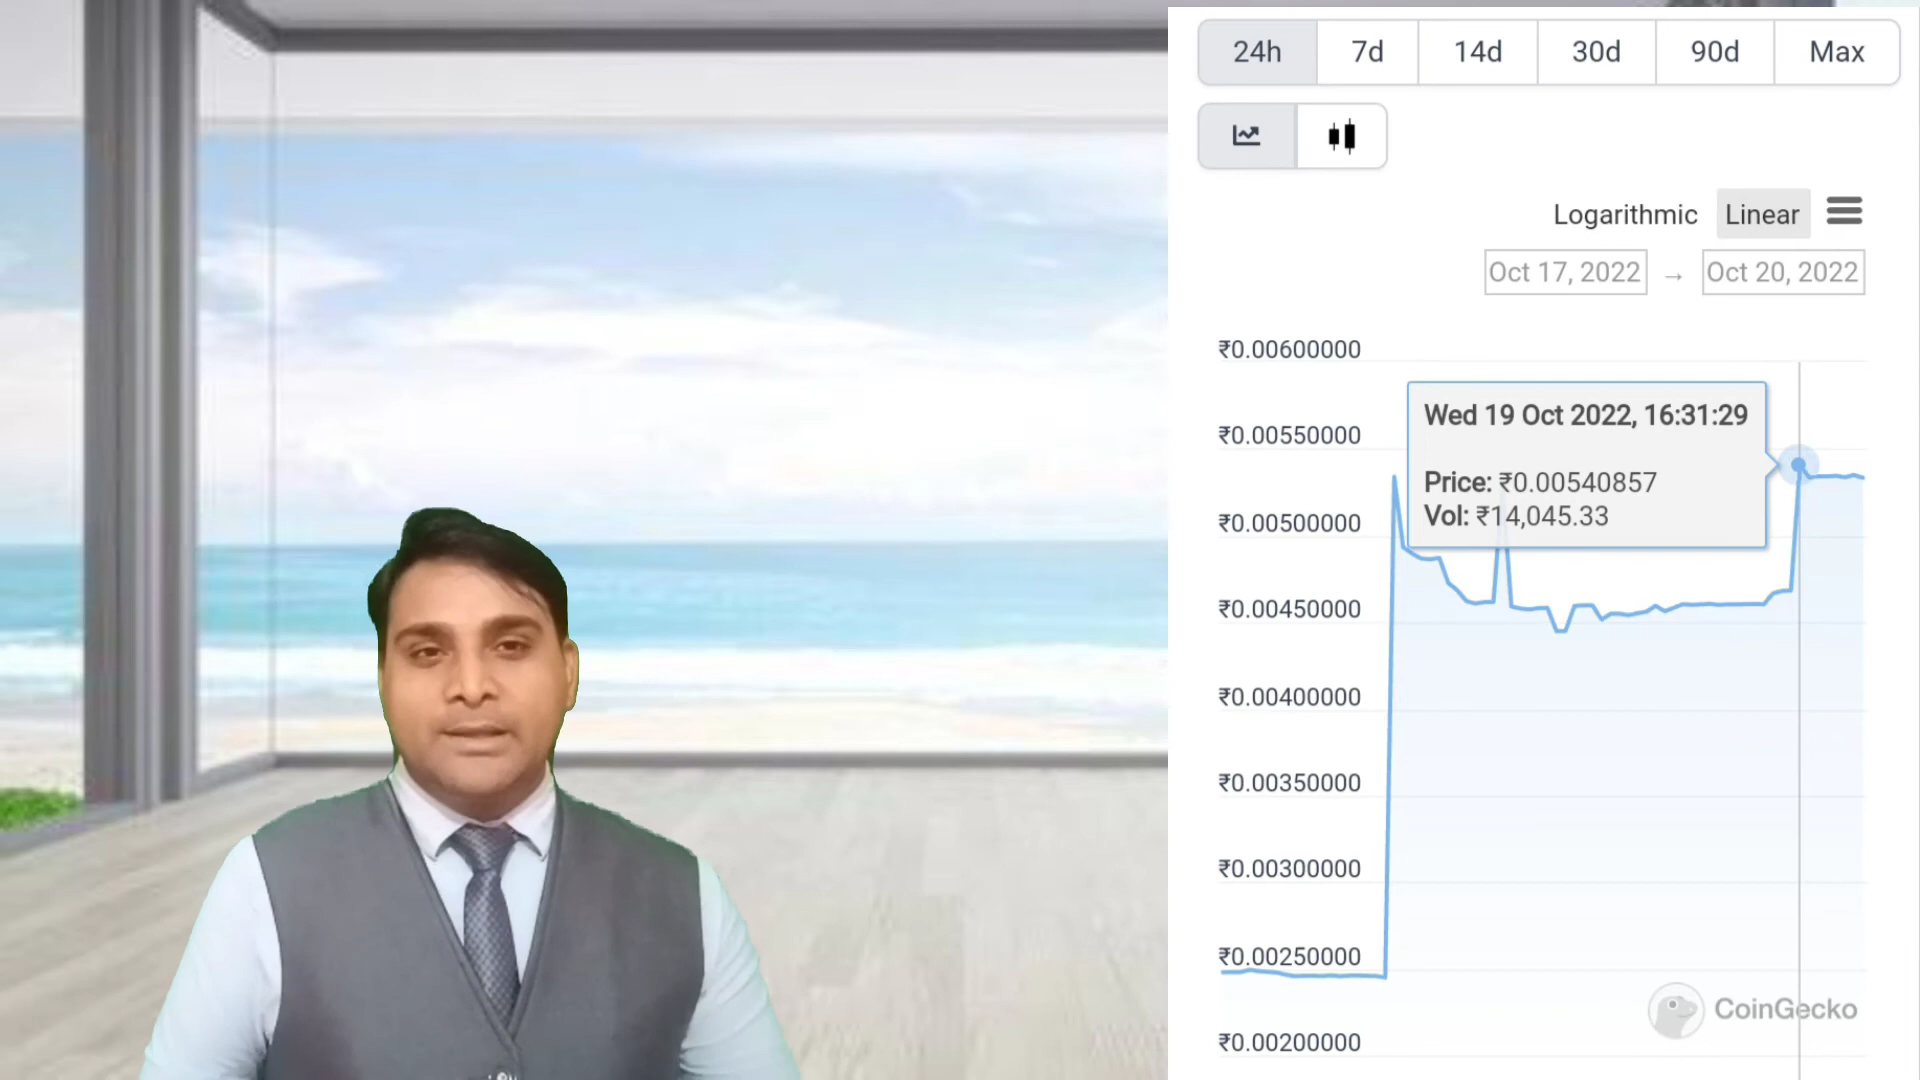 24h 7d 14d 30d 90d Max
Logarithmic Linear
Oct 17, 2022 → Oct 20, 2022
₹0.00600000
Wed 19 Oct 2022, 16:31:29
₹0.00550000
Price: ₹0.00540857
Vol: ₹14,045.33
₹0.00500000
₹0.00450000
₹0.00400000
₹0.00350000
₹0.00300000
₹0.00250000
CoinGecko
₹0.00200000